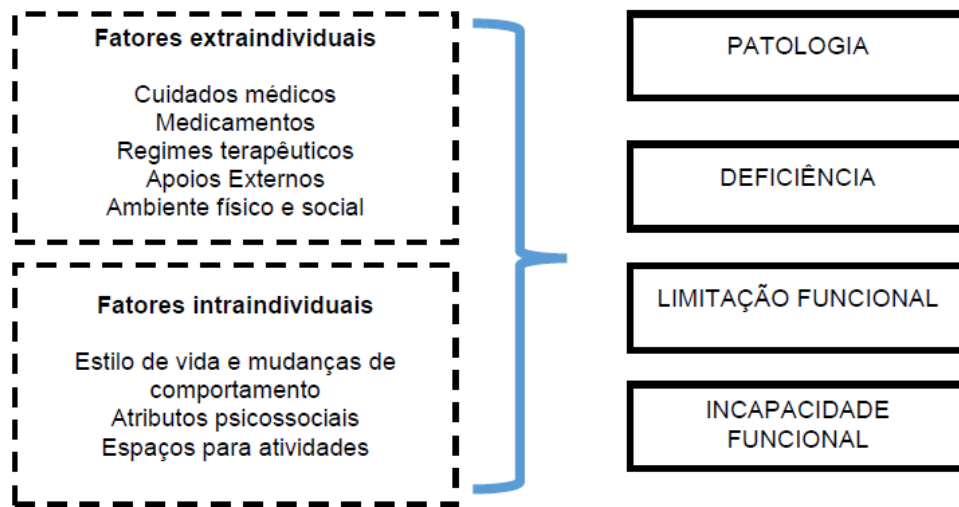 Fatores extraindividuais
Cuidados médicos
Medicamentos
Regimes terapêuticos
Apoios Externos
Ambiente físico e social
Fatores intraindividuais
Estilo de vida e mudanças de
comportamento
Atributos psicossociais
Espaços para atividades
PATOLOGIA
DEFICIÊNCIA
LIMITAÇÃO FUNCIONAL
INCAPACIDADE
FUNCIONAL